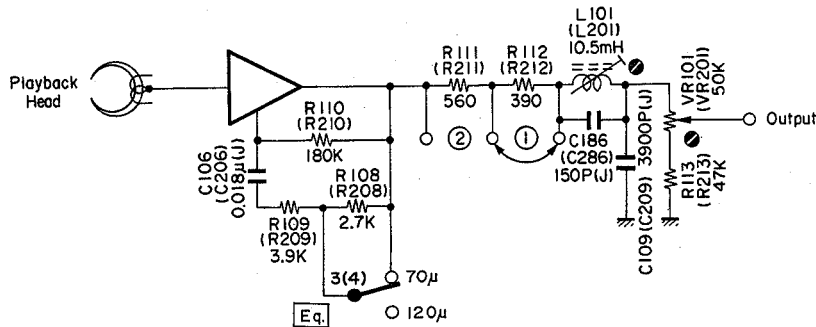 Playback
Head
R111
(R211)
560
R112
(R212)
390
L101
(L201)
10.5mH
VR101
(VR201)
50K
Output
②
①
R110
(R210)
180K
C106
(C206)
0.018μ(J)
R108
(R208)
2.7K
R109
(R209)
3.9K
C186
(C286)
150P(J)
C109(C209) 3900P(J)
R113
(R213)
47K
3(4)
70μ
Eq.
120μ